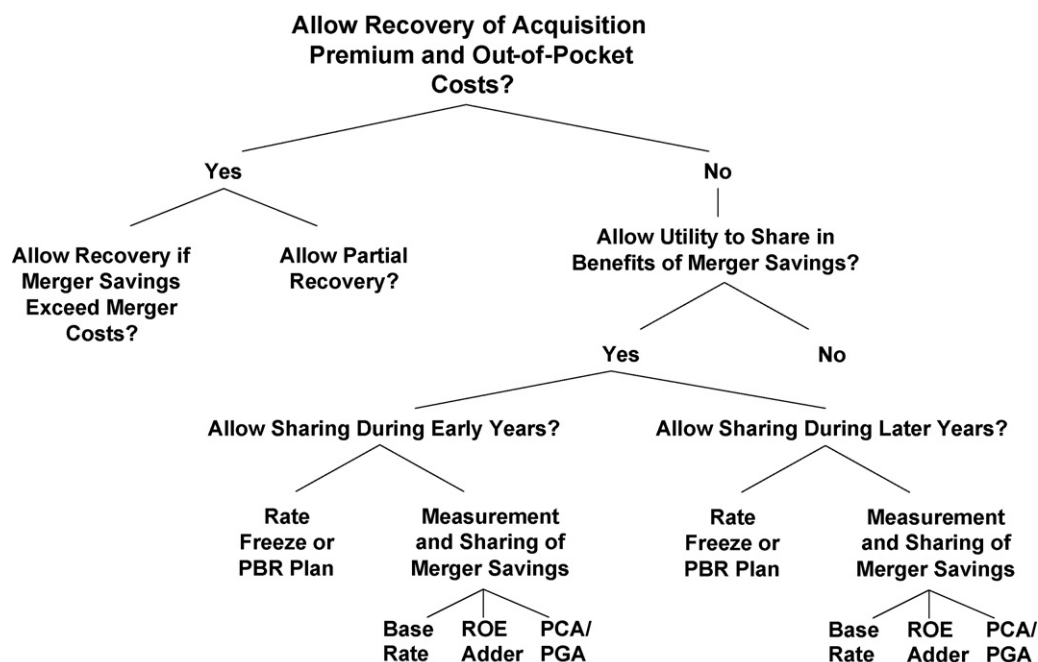 Allow Recovery of Acquisition
Premium and Out-of-Pocket
Costs?
Yes
No
Allow Recovery if
Merger Savings
Exceed Merger
Costs?
Allow Partial
Recovery?
Allow Utility to Share in
Benefits of Merger Savings?
Yes
No
Allow Sharing During Early Years?
Allow Sharing During Later Years?
Rate
Freeze or
PBR Plan
Measurement
and Sharing of
Merger Savings
Rate
Freeze or
PBR Plan
Measurement
and Sharing of
Merger Savings
Base
Rate
ROE
Adder
PCA/
PGA
Base
Rate
ROE
Adder
PCA/
PGA